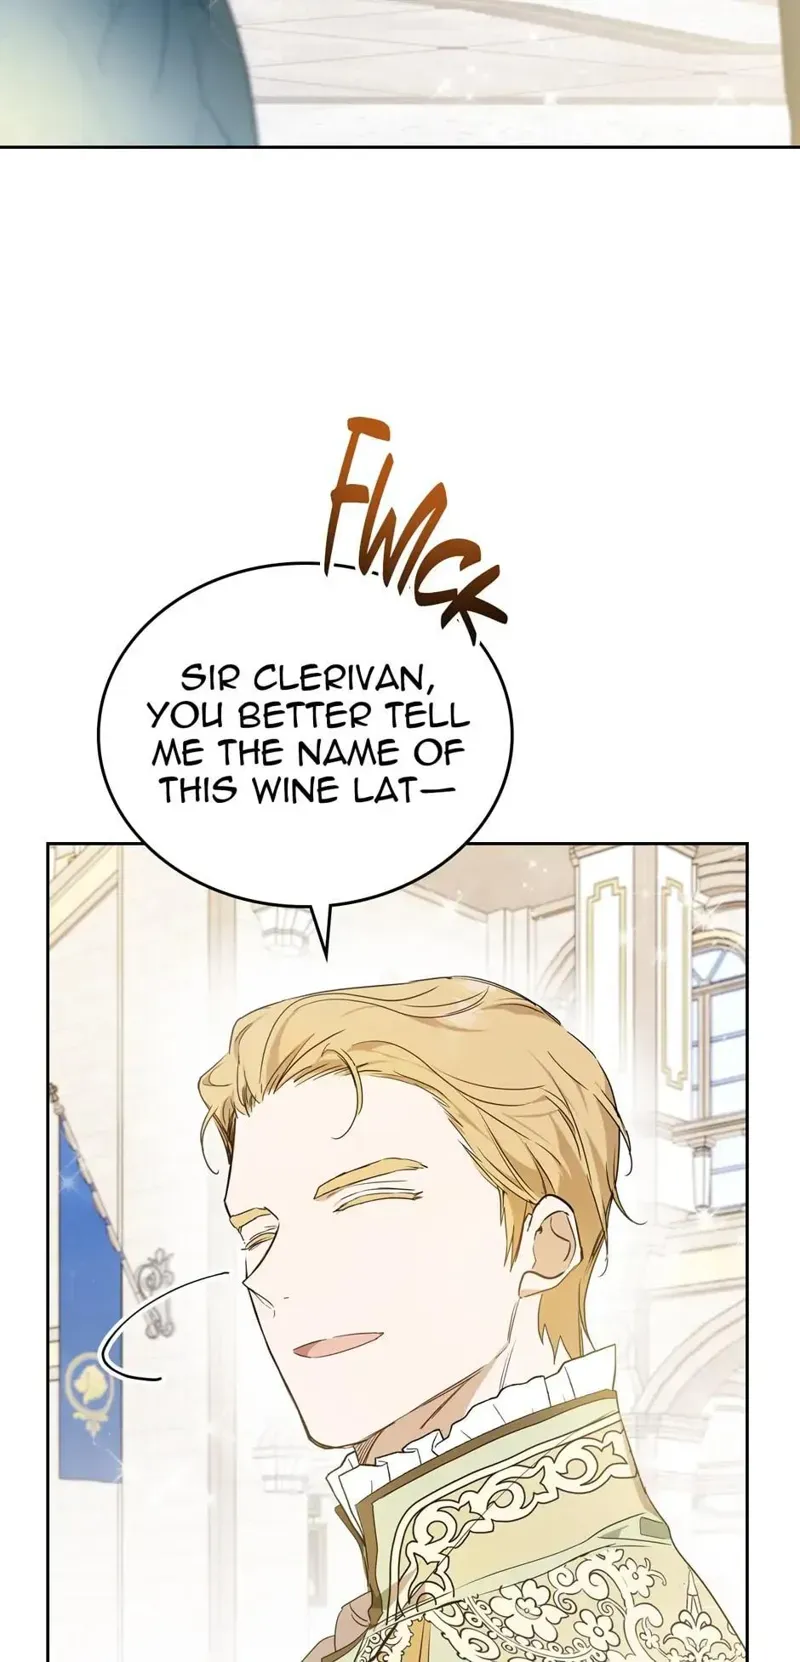 FWICK
SIR CLERIVAN,
YOU BETTER TELL
ME THE NAME OF
THIS WINE LAT—